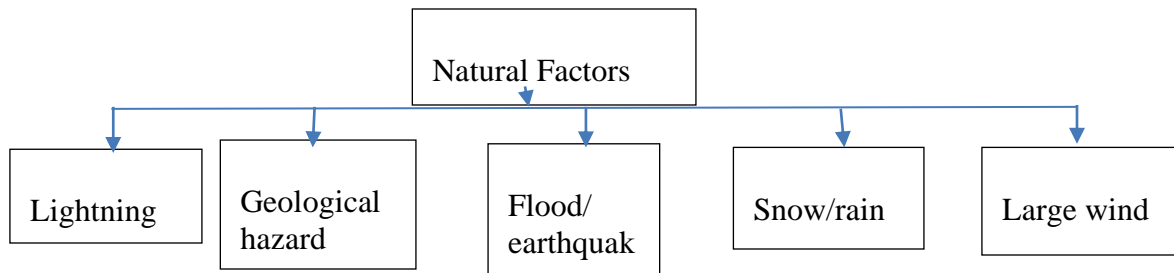 Natural Factors
Lightning
Geological
hazard
Flood/
earthquak
Snow/rain
Large wind